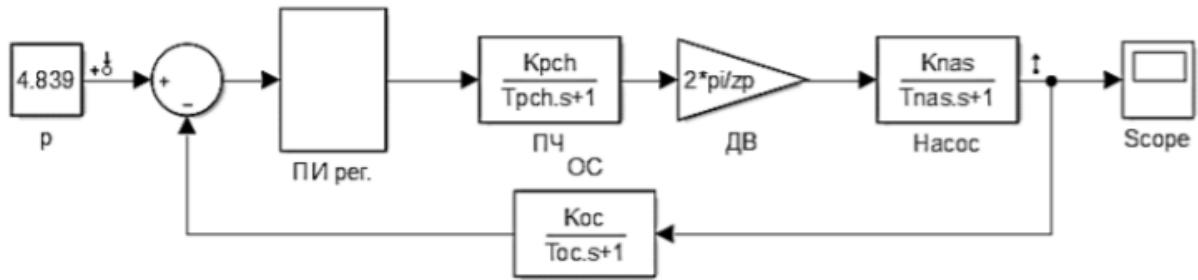 4.839
p
+
−
ПИ рег.
Kpch
Tpch.s+1
ПЧ
2*pi/zp
ДВ
Knas
Tnas.s+1
Насос
Scope
ОС
Koc
Toc.s+1